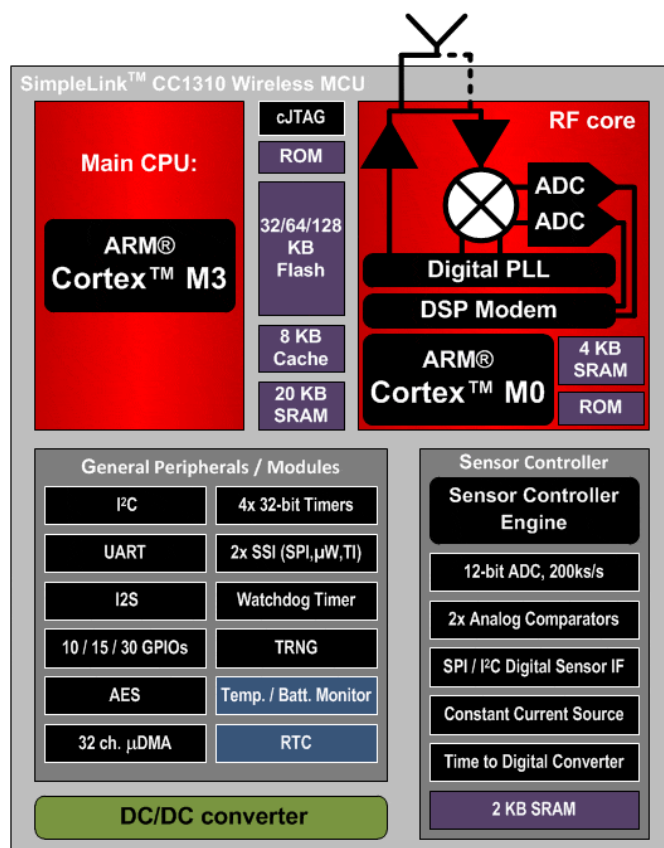 SimpleLink™ CC1310 Wireless MCU
Main CPU:
ARM®
Cortex™ M3
cJTAG
ROM
32/64/128
KB
Flash
8 KB
Cache
20 KB
SRAM
RF core
ADC
ADC
Digital PLL
DSP Modem
ARM®
Cortex™ M0
4 KB
SRAM
ROM
General Peripherals / Modules
I²C
4x 32-bit Timers
UART
2x SSI (SPI,µW,TI)
I2S
Watchdog Timer
10 / 15 / 30 GPIOs
TRNG
AES
Temp. / Batt. Monitor
32 ch. µDMA
RTC
Sensor Controller
Sensor Controller
Engine
12-bit ADC, 200ks/s
2x Analog Comparators
SPI / I²C Digital Sensor IF
Constant Current Source
Time to Digital Converter
2 KB SRAM
DC/DC converter